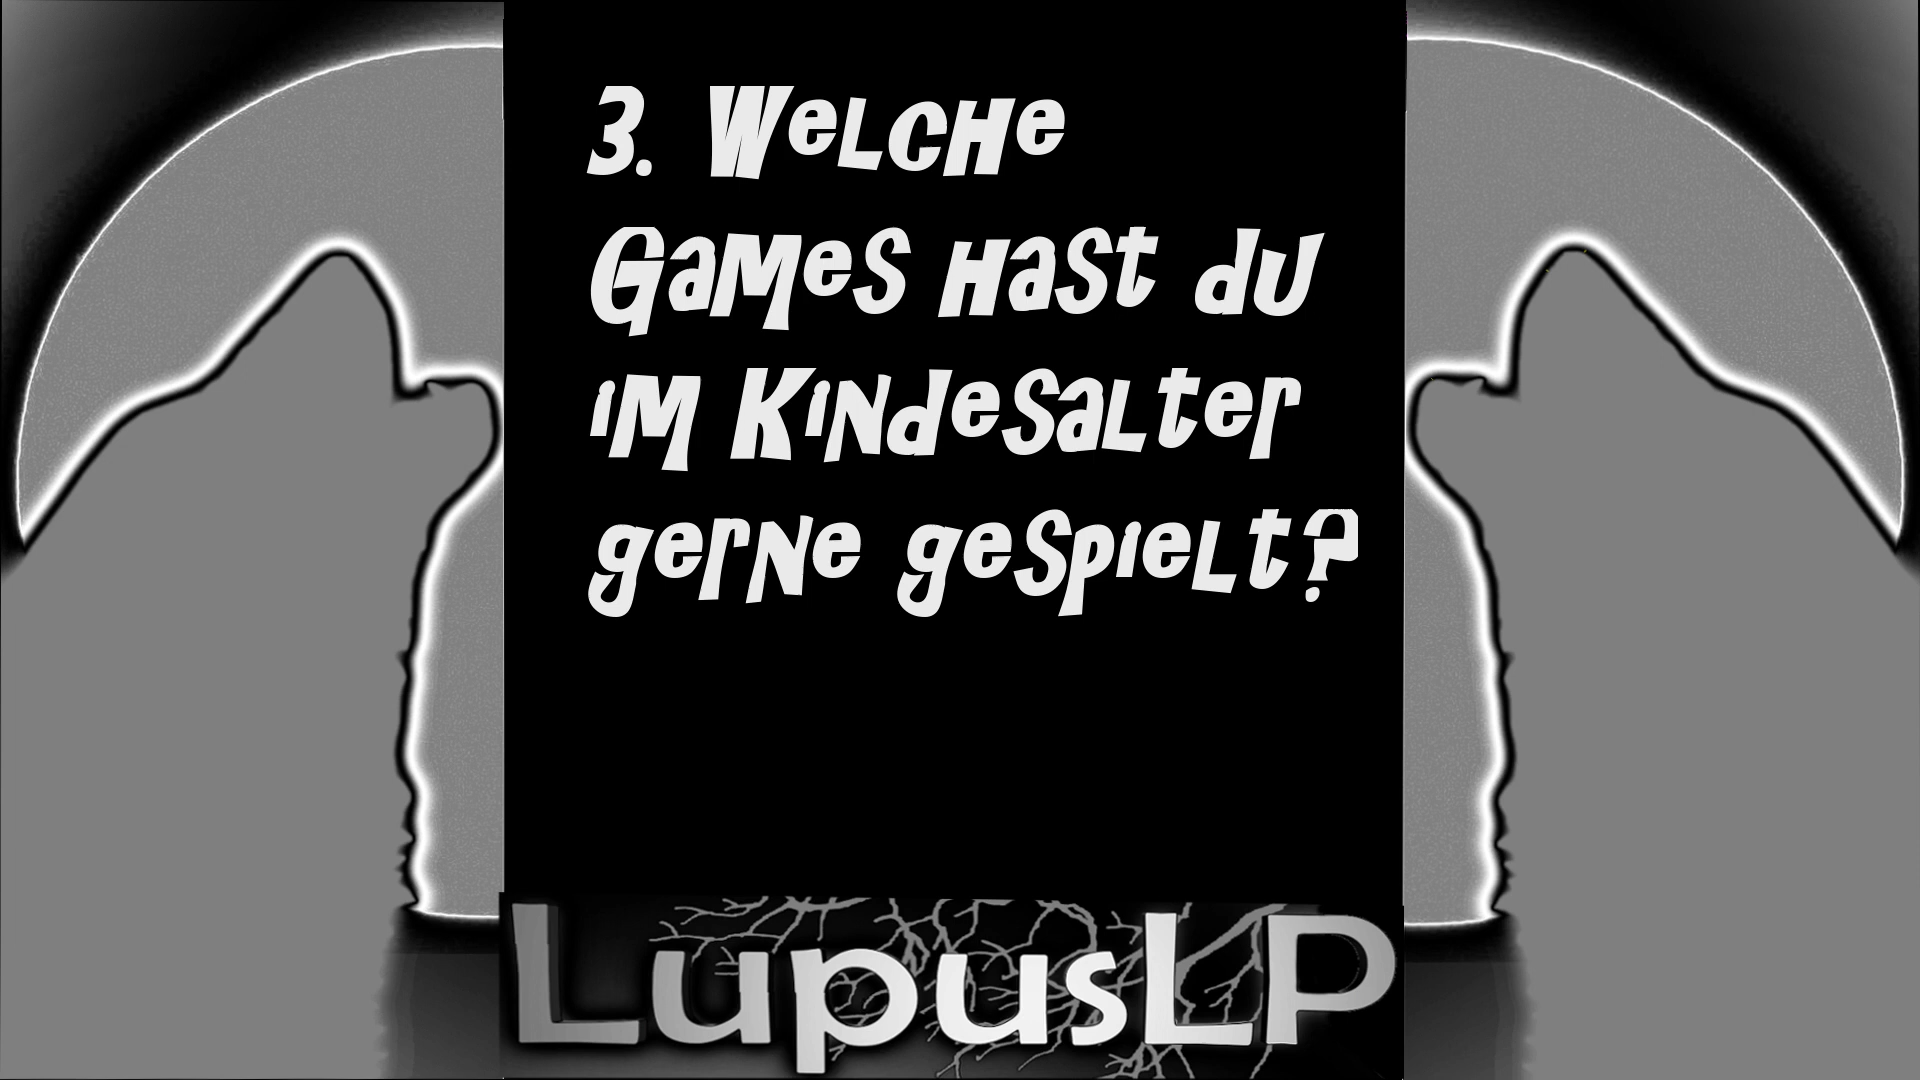 3. Welche
Games hast du
im Kindesalter
gerne gespielt?
LupusLP